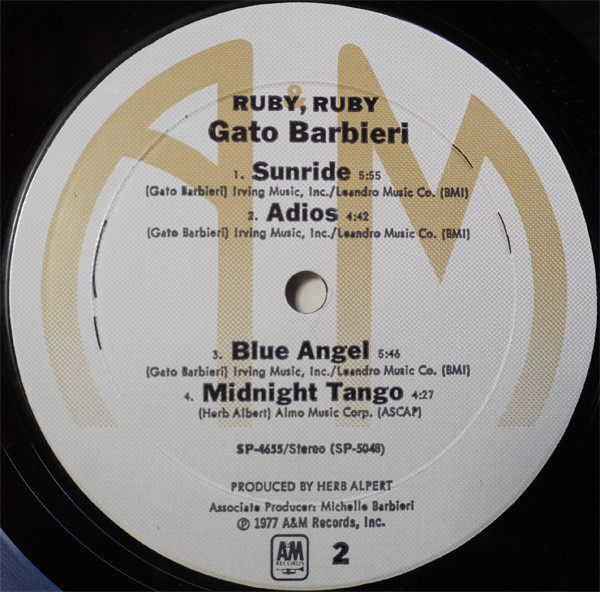 RUBY, RUBY
Gato Barbieri
1. Sunride 5:55
(Gato Barbieri) Irving Music, Inc./Leandro Music Co. (BMI)
2. Adios 4:42
(Gato Barbieri) Irving Music, Inc./Leandro Music Co. (BMI)
3. Blue Angel 5:46
(Gato Barbieri) Irving Music, Inc./Leandro Music Co. (BMI)
4. Midnight Tango 4:27
(Herb Albert) Almo Music Corp. (ASCAP)
SP-4655/Stereo (SP-5048)
PRODUCED BY HERB ALPERT
Associate Producer: Michelle Barbieri
℗ 1977 A&M Records, Inc.
A&M
RECORDS
2